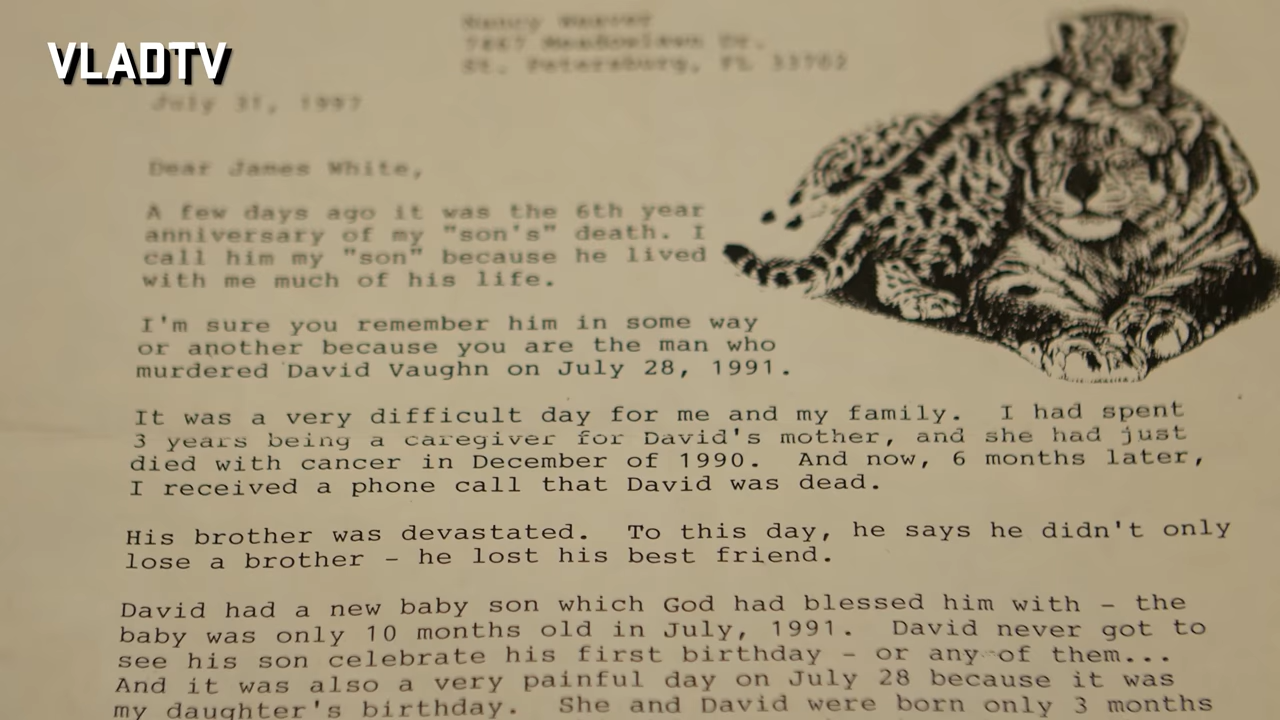 VLADTV
Nancy Weaver
St. Petersburg, FL 33702
July 31, 1997
Dear James White,
A few days ago it was the 6th year
anniversary of my "son's" death. I
call him my "son" because he lived
with me much of his life.
I'm sure you remember him in some way
or another because you are the man who
murdered David Vaughn on July 28, 1991.
It was a very difficult day for me and my family. I had spent
3 years being a caregiver for David's mother, and she had just
died with cancer in December of 1990. And now, 6 months later,
I received a phone call that David was dead.
His brother was devastated. To this day, he says he didn't only
lose a brother - he lost his best friend.
David had a new baby son which God had blessed him with - the
baby was only 10 months old in July, 1991. David never got to
see his son celebrate his first birthday - or any of them...
And it was also a very painful day on July 28 because it was
my daughter's birthday. She and David were born only 3 months